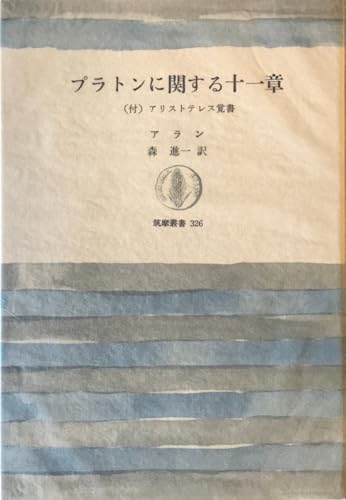 プラトンに関する十一章
（付）アリストテレス覚書
アラン
森 進一 訳
筑摩叢書 326